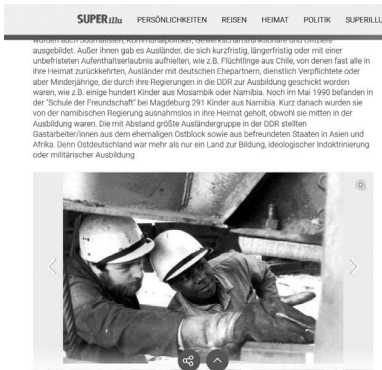 SUPERillu PERSÖNLICHKEITEN REISEN HEIMAT POLITIK SUPERILLU
wurden auch Journalisten, Kommunalpolitiker, Gewerkschaftsfunktionäre und Offiziere
ausgebildet. Außer ihnen gab es Ausländer, die sich kurzfristig, längerfristig oder mit einer
unbefristeten Aufenthaltserlaubnis aufhielten, wie z.B. Flüchtlinge aus Chile, von denen fast alle in
ihre Heimat zurückkehrten, Ausländer mit deutschen Ehepartnern, dienstlich Verpflichtete oder
aber Minderjährige, die durch ihre Regierungen in die DDR zur Ausbildung geschickt worden
waren, wie z.B. einige hundert Kinder aus Mosambik oder Namibia. Noch im Mai 1990 befanden in
der "Schule der Freundschaft" bei Magdeburg 291 Kinder aus Namibia. Kurz danach wurden sie
von der namibischen Regierung ausnahmslos in ihre Heimat geholt, obwohl sie mitten in der
Ausbildung waren. Die mit Abstand größte Ausländergruppe in der DDR stellten
Gastarbeiter/innen aus dem ehemaligen Ostblock sowie aus befreundeten Staaten in Asien und
Afrika. Denn Ostdeutschland war mehr als nur ein Land zur Bildung, ideologischer Indoktrinierung
oder militärischer Ausbildung